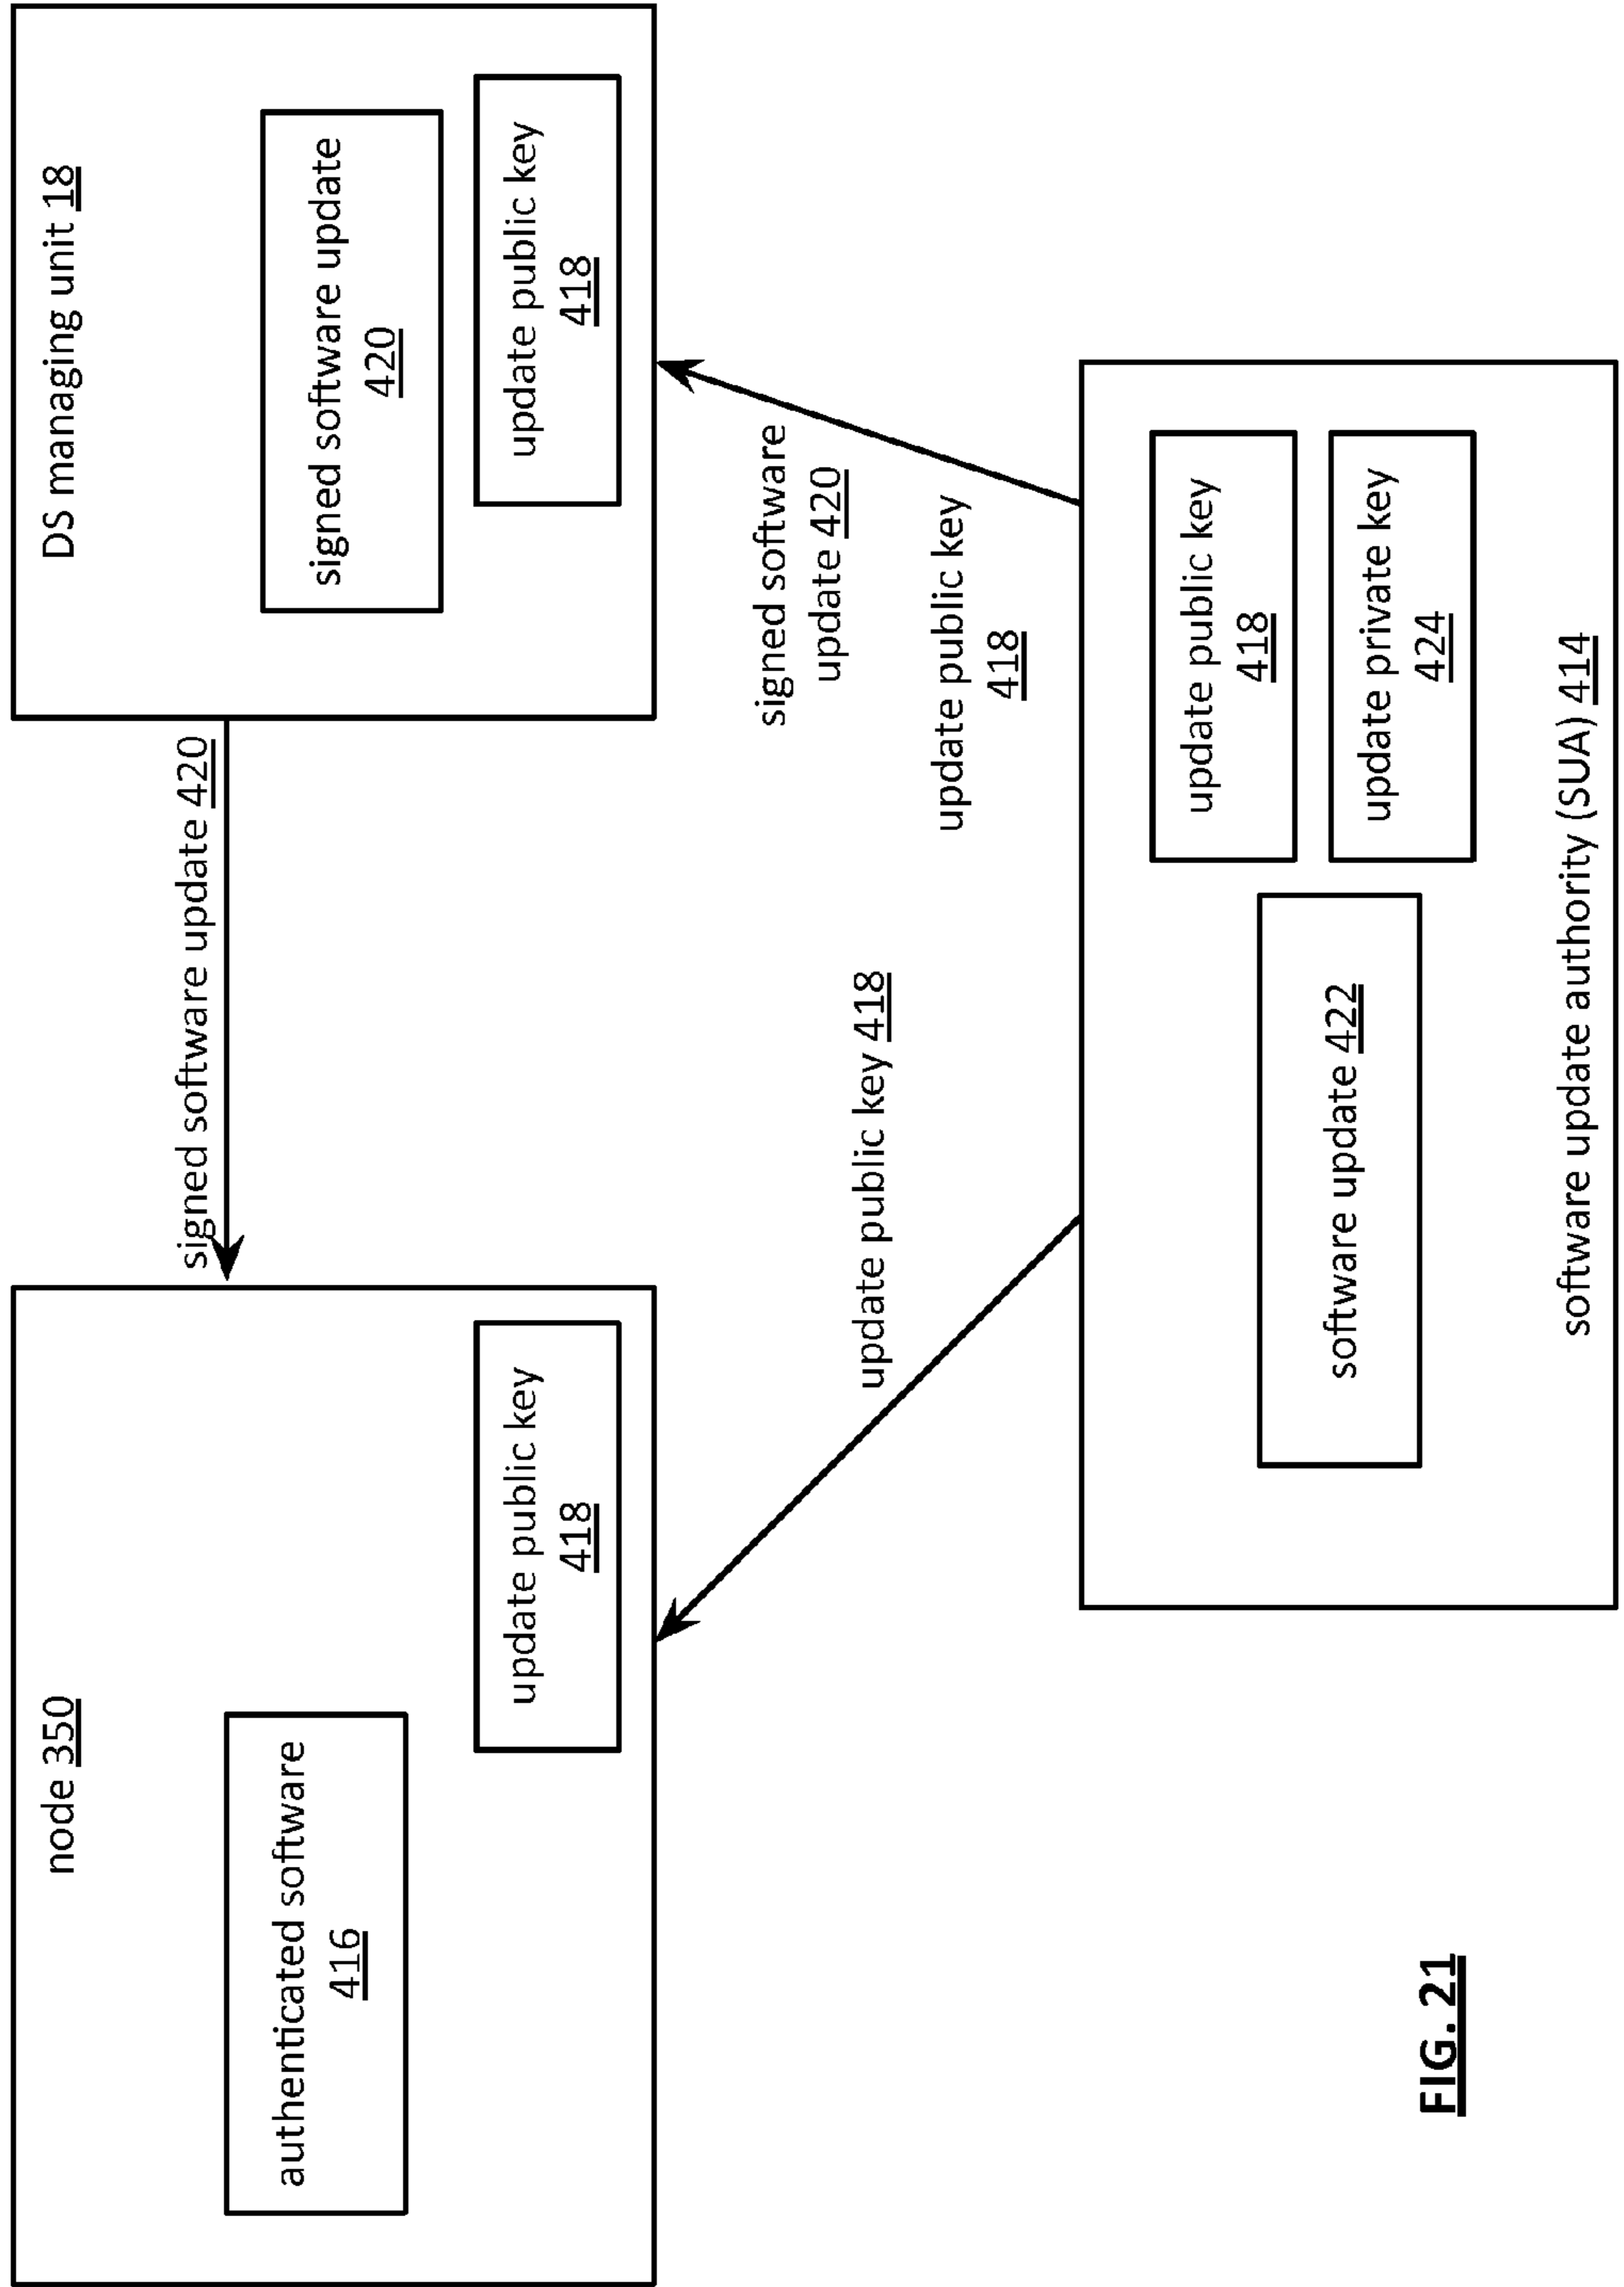 node 350
authenticated software
416
update public key
418
signed software update 420
DS managing unit 18
signed software update
420
update public key
418
update public key 418
signed software
update 420
update public key
418
software update 422
update public key
418
update private key
424
software update authority (SUA) 414
FIG. 21